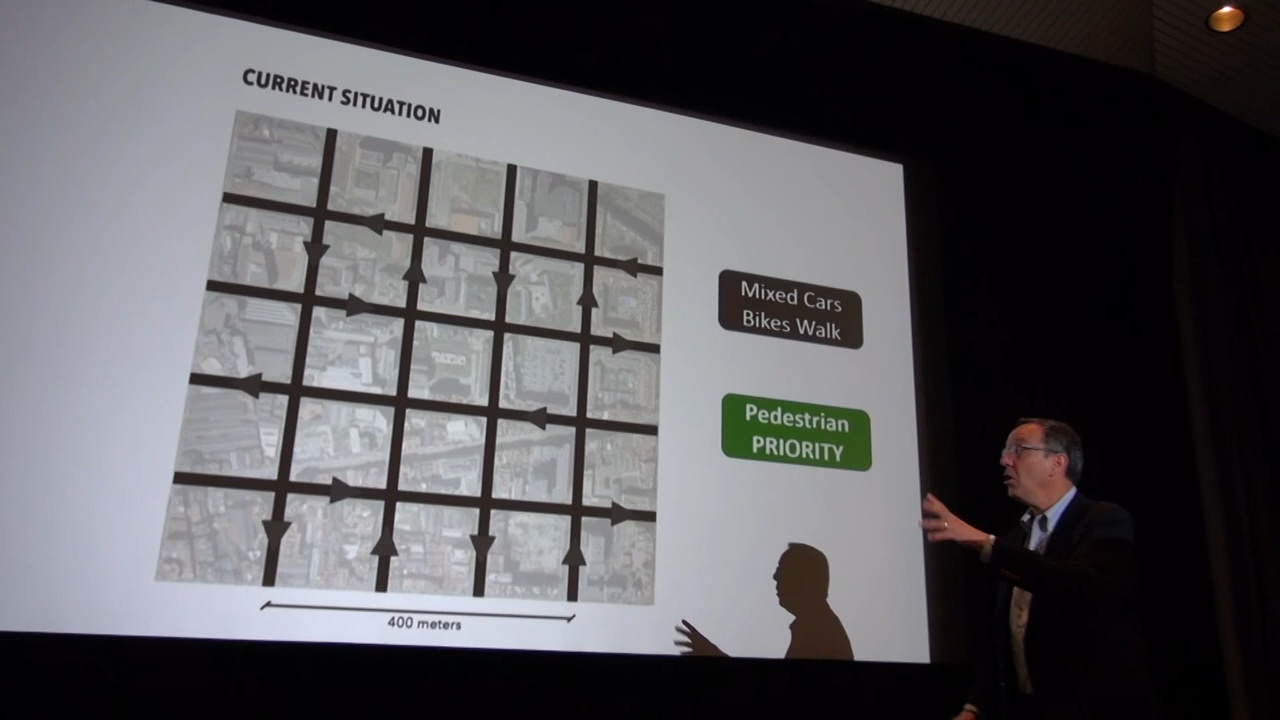 CURRENT SITUATION
Mixed Cars
Bikes Walk
Pedestrian
PRIORITY
400 meters